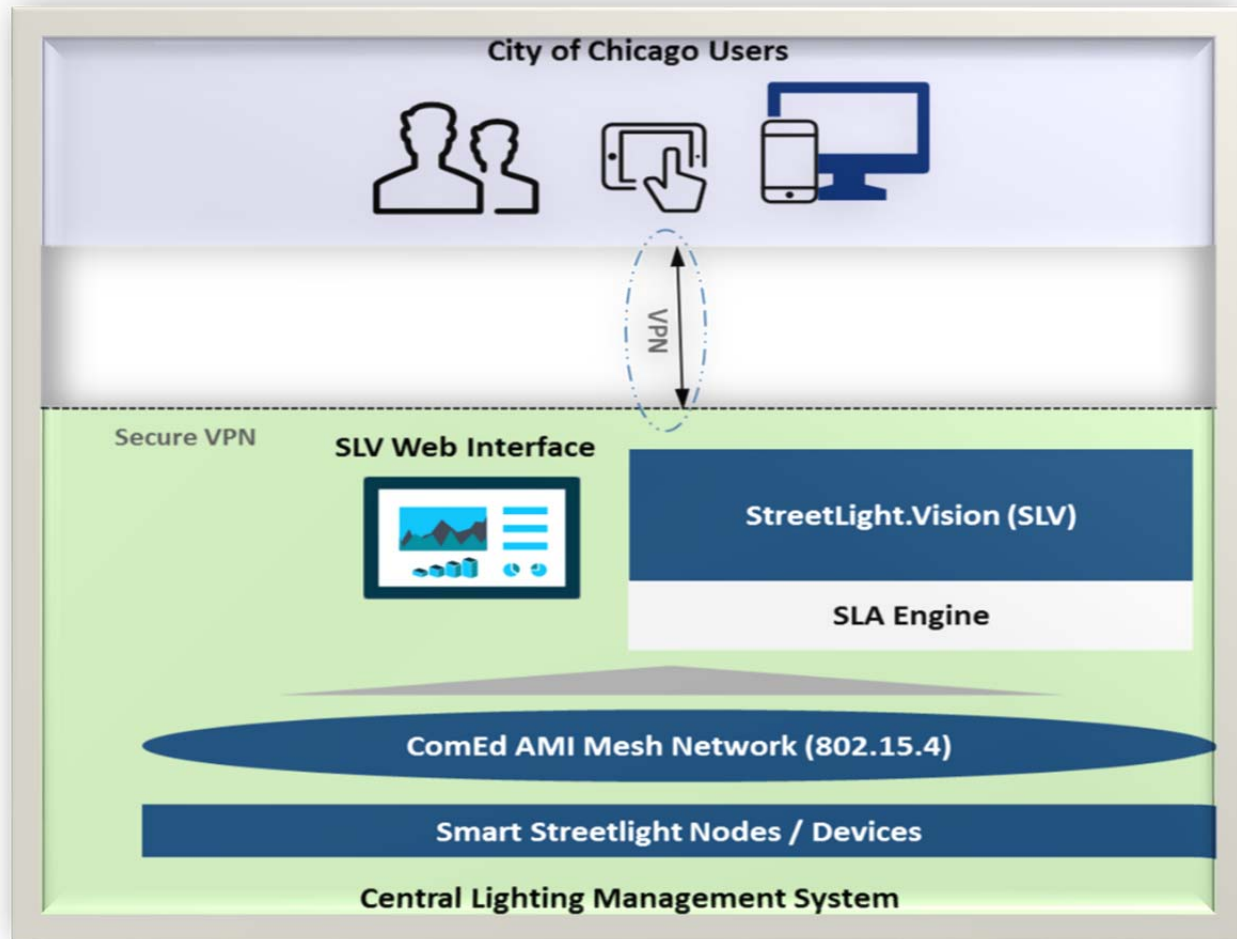 City of Chicago Users
VPN
Secure VPN
SLV Web Interface
StreetLight.Vision (SLV)
SLA Engine
ComEd AMI Mesh Network (802.15.4)
Smart Streetlight Nodes / Devices
Central Lighting Management System